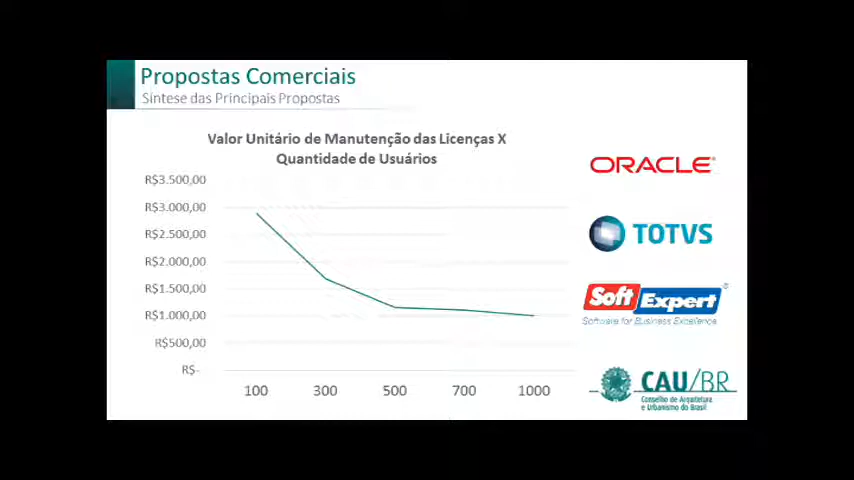 Propostas Comerciais
Síntese das Principais Propostas
Valor Unitário de Manutenção das Licenças X
Quantidade de Usuários
R$3.500,00
R$3.000,00
R$2.500,00
R$2.000,00
R$1.500,00
R$1.000,00
R$500,00
R$-
100 300 500 700 1000
ORACLE®
TOTVS
Soft Expert®
Software for Business Excellence
CAU/BR
Conselho de Arquitetura
e Urbanismo do Brasil